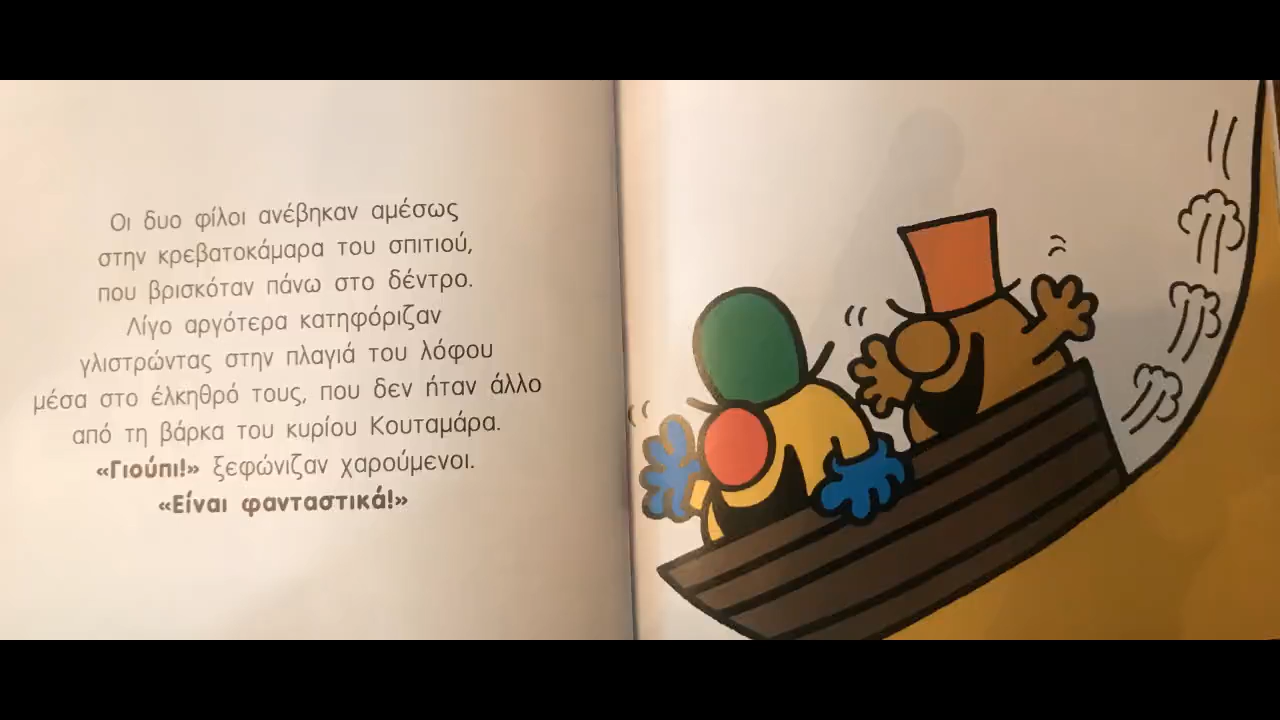 Οι δυο φίλοι ανέβηκαν αμέσως
στην κρεβατοκάμαρα του σπιτιού,
που βρισκόταν πάνω στο δέντρο.
Λίγο αργότερα κατηφόριζαν
γλιστρώντας στην πλαγιά του λόφου
μέσα στο έλκηθρό τους, που δεν ήταν άλλο
από τη βάρκα του κυρίου Κουταμάρα.
«Γιούπι!» ξεφώνιζαν χαρούμενοι.
«Είναι φανταστικά!»